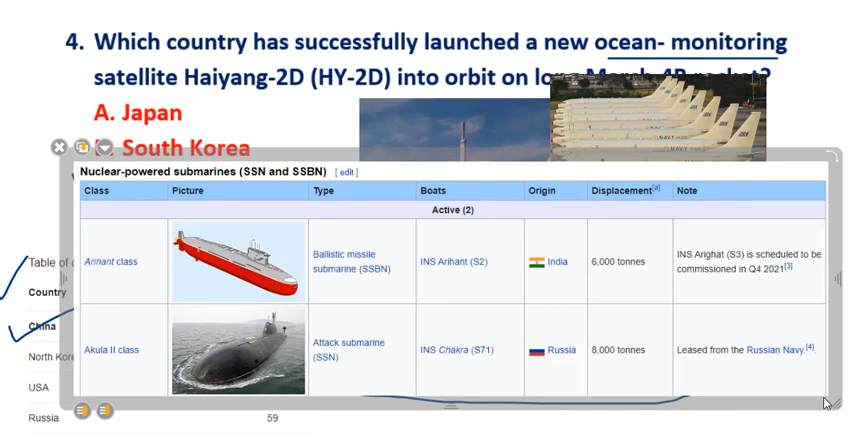 4. Which country has successfully launched a new ocean- monitoring
satellite Haiyang-2D (HY-2D) into orbit on
A. Japan
South Korea
Nuclear-powered submarines (SSN and SSBN) [ edit ]
Class Picture Type Boats Origin Displacement[a] Note
Active (2)
Arihant class
Ballistic missile
submarine (SSBN)
INS Arihant (S2)
India
6,000 tonnes
INS Arighat (S3) is scheduled to be
commissioned in Q4 2021[3]
Akula II class
Attack submarine
(SSN)
INS Chakra (S71)
Russia
8,000 tonnes
Leased from the Russian Navy.[4]
Table of
Country
China
North Kore
USA
Russia 59